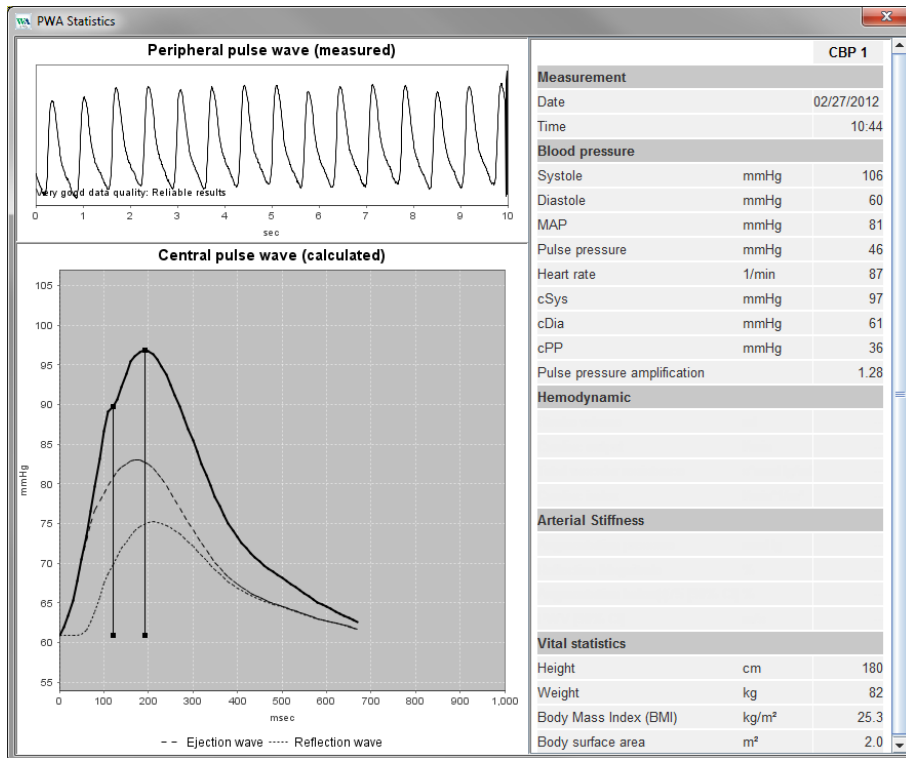 PWA Statistics
Peripheral pulse wave (measured)
Very good data quality: Reliable results
0 1 2 3 4 5 6 7 8 9 10
sec
Central pulse wave (calculated)
105
100
95
90
85
80
75
70
65
60
55
mmHg
0 100 200 300 400 500 600 700 800 900 1,000
msec
Ejection wave Reflection wave
CBP 1
Measurement
Date 02/27/2012
Time 10:44
Blood pressure
Systole mmHg 106
Diastole mmHg 60
MAP mmHg 81
Pulse pressure mmHg 46
Heart rate 1/min 87
cSys mmHg 97
cDia mmHg 61
cPP mmHg 36
Pulse pressure amplification 1.28
Hemodynamic
Arterial Stiffness
Vital statistics
Height cm 180
Weight kg 82
Body Mass Index (BMI) kg/m² 25.3
Body surface area m² 2.0